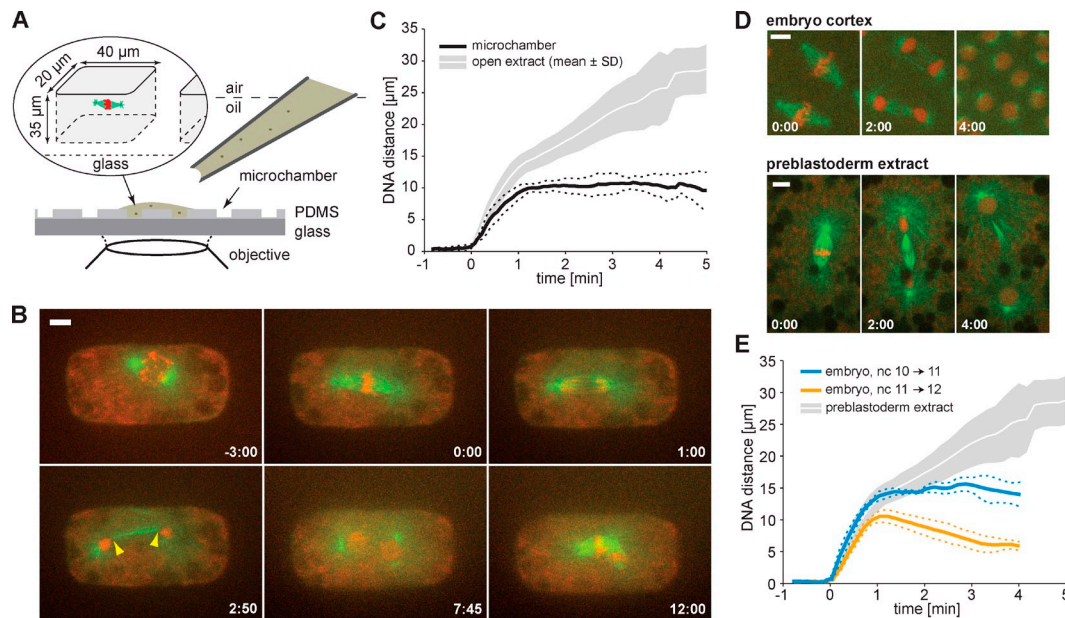 A
40 µm
20 µm
35 µm
air
oil
glass
microchamber
PDMS
glass
objective
B
-3:00
0:00
1:00
2:50
7:45
12:00
C
35
30
25
20
15
10
5
0
DNA distance [µm]
microchamber
open extract (mean ± SD)
-1 0 1 2 3 4 5
time [min]
D
embryo cortex
0:00
2:00
4:00
preblastoderm extract
0:00
2:00
4:00
E
35
30
25
20
15
10
5
0
DNA distance [µm]
embryo, nc 10 → 11
embryo, nc 11 → 12
preblastoderm extract
-1 0 1 2 3 4 5
time [min]